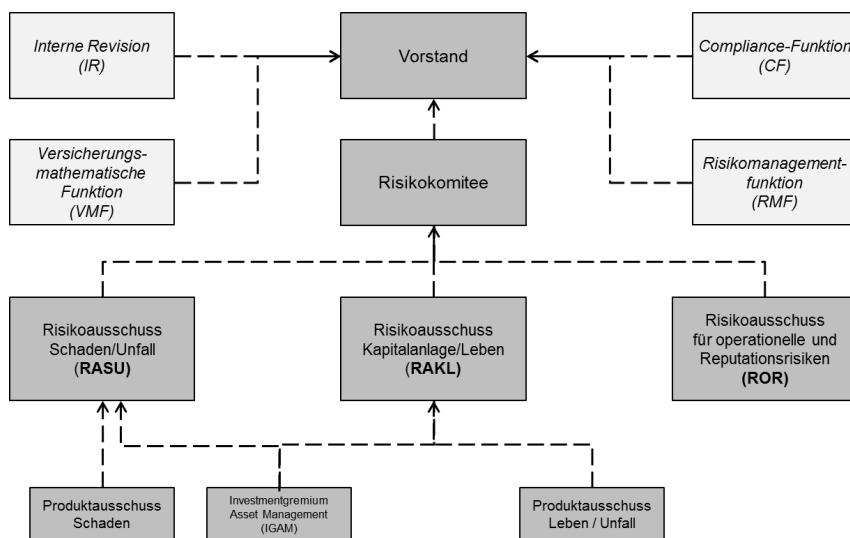 Interne Revision
(IR)
Vorstand
Compliance-Funktion
(CF)
Versicherungs-
mathematische
Funktion
(VMF)
Risikokomitee
Risikomanagement-
funktion
(RMF)
Risikoausschuss
Schaden/Unfall
(RASU)
Risikoausschuss
Kapitalanlage/Leben
(RAKL)
Risikoausschuss
für operationelle und
Reputationsrisiken
(ROR)
Produktausschuss
Schaden
Investmentgremium
Asset Management
(IGAM)
Produktausschuss
Leben / Unfall